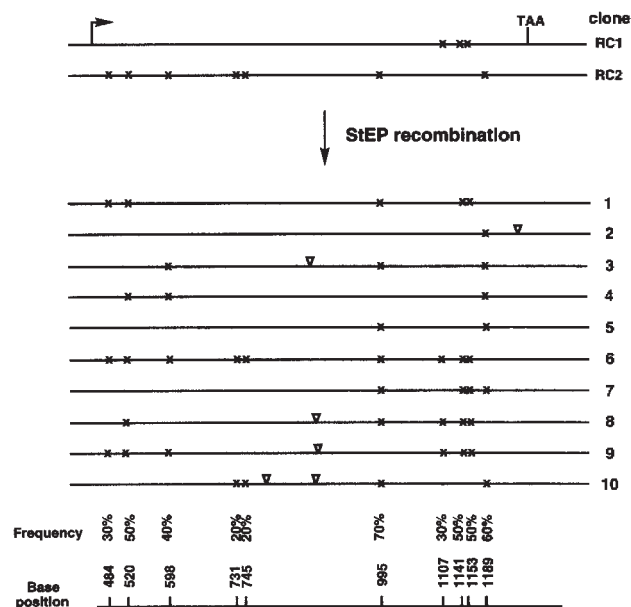 TAA clone
RC1
RC2
StEP recombination
1
2
3
4
5
6
7
8
9
10
Frequency 30% 50% 40% 20% 20% 70% 30% 50% 50% 60%
Base position 484 520 598 731 745 995 1107 1141 1153 1189